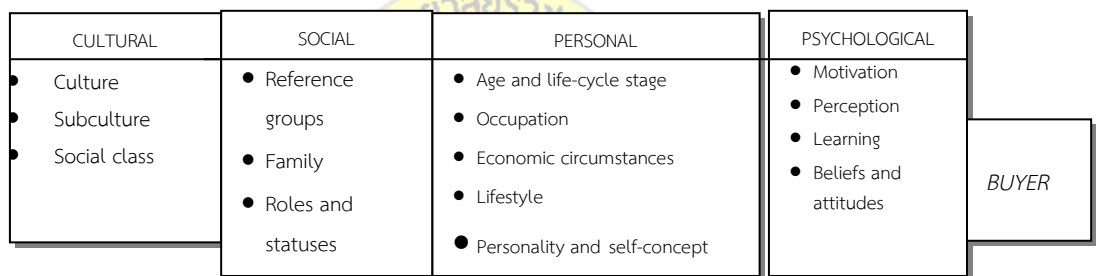 CULTURAL
• Culture
• Subculture
• Social class
SOCIAL
• Reference
groups
• Family
• Roles and
statuses
PERSONAL
• Age and life-cycle stage
• Occupation
• Economic circumstances
• Lifestyle
• Personality and self-concept
PSYCHOLOGICAL
• Motivation
• Perception
• Learning
• Beliefs and
attitudes
BUYER